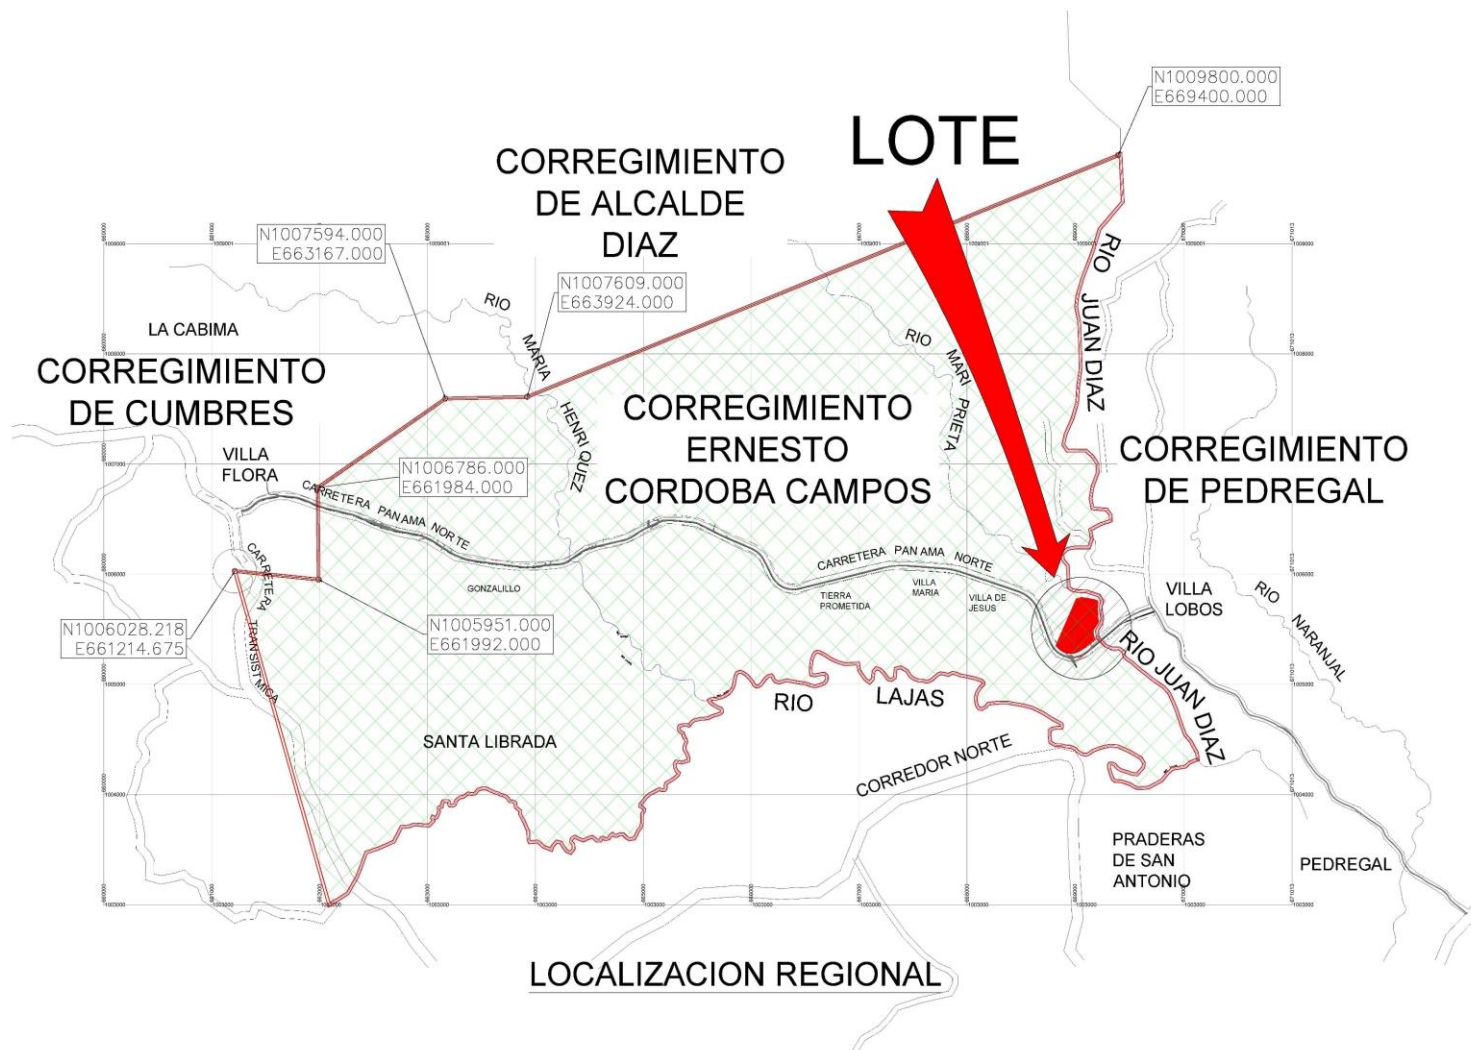 N1009800.000
E669400.000
LOTE
CORREGIMIENTO
DE ALCALDE
DIAZ
N1007594.000
E663167.000
N1007609.000
E663924.000
RIO
MARIA
HENRIQUEZ
RIO
JUAN DIAZ
LA CABIMA
RIO
MARI
PRIETA
CORREGIMIENTO
DE CUMBRES
CORREGIMIENTO
ERNESTO
CORDOBA CAMPOS
CORREGIMIENTO
DE PEDREGAL
VILLA
FLORA
N1006786.000
E661984.000
CARRETERA PANAMA NORTE
CARRETERA PANAMA NORTE
CARRETERA
TRANSISTMICA
GONZALILLO
TIERRA
PROMETIDA
VILLA
MARIA
VILLA DE
JESUS
VILLA
LOBOS
RIO
NARANJAL
N1006028.218
E661214.675
N1005951.000
E661992.000
RIO JUAN DIAZ
RIO LAJAS
SANTA LIBRADA
CORREDOR NORTE
PRADERAS
DE SAN
ANTONIO
PEDREGAL
LOCALIZACION REGIONAL